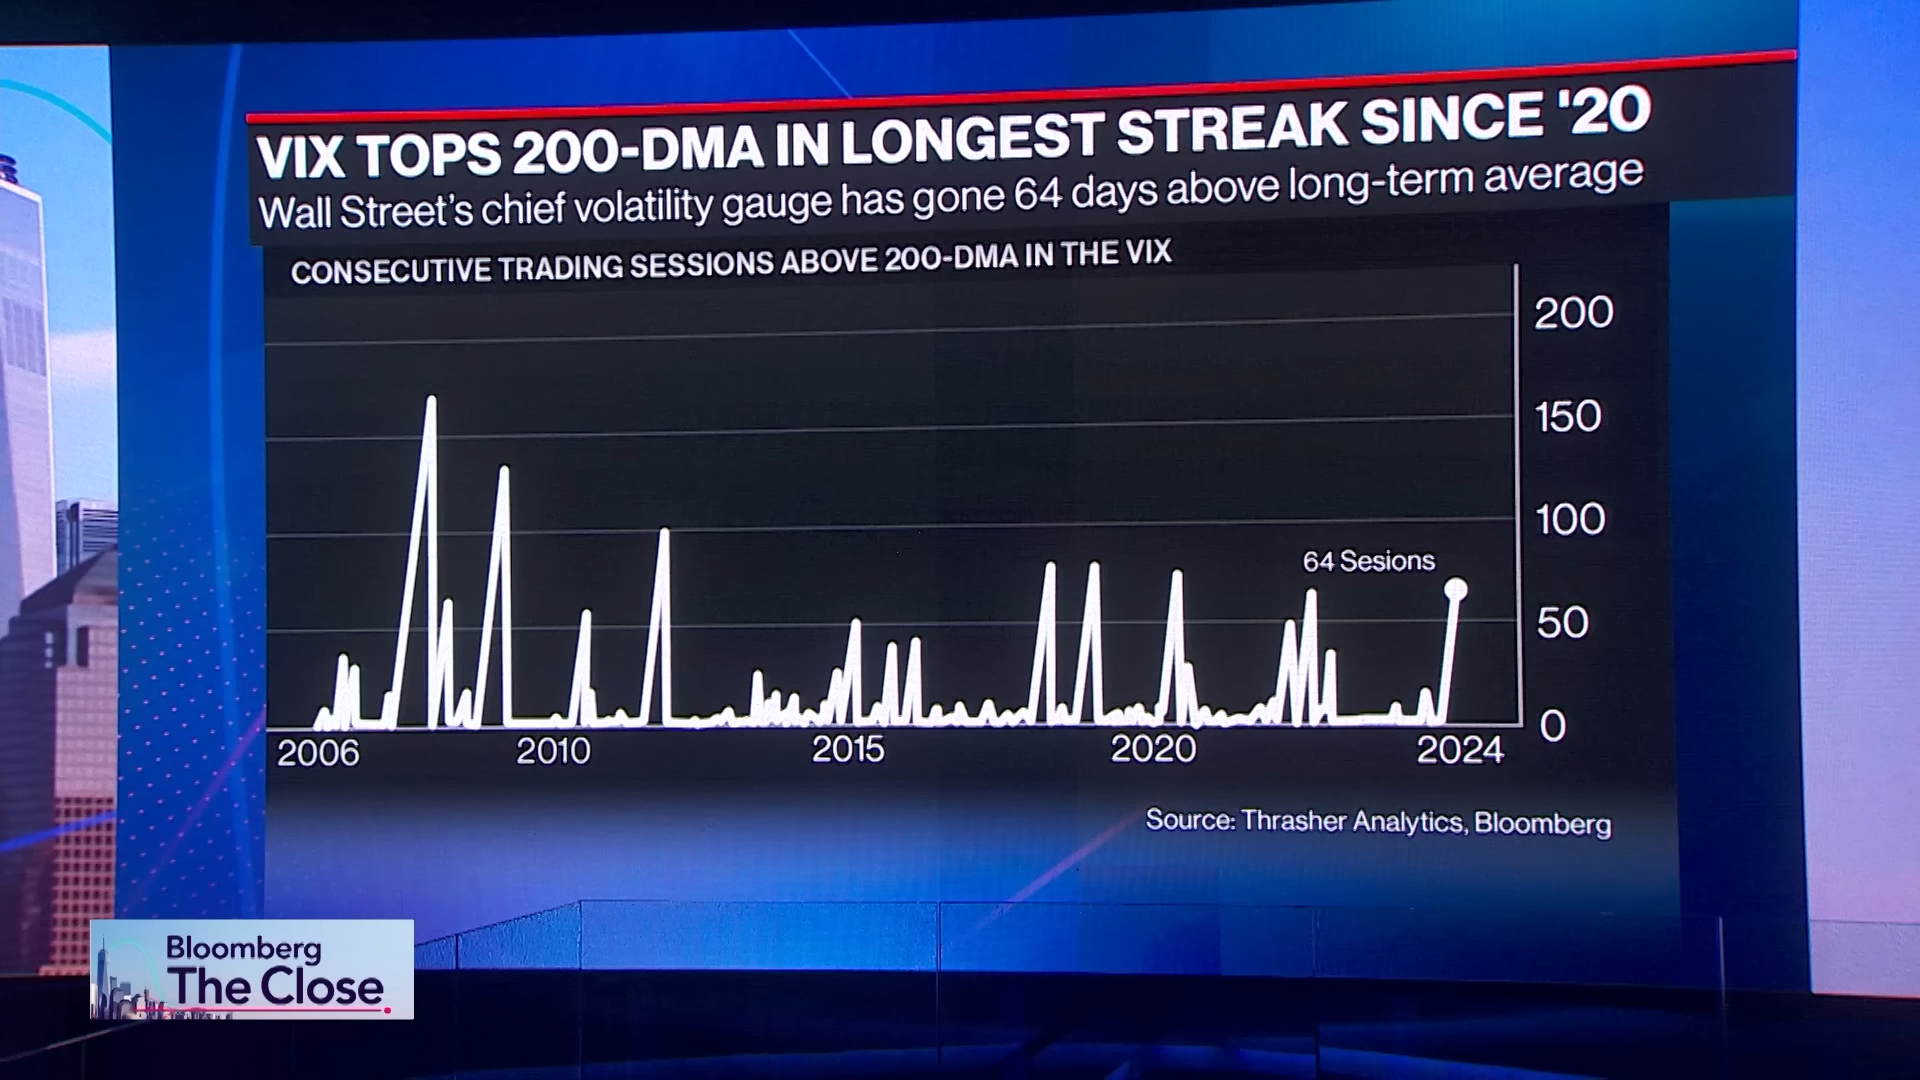 VIX TOPS 200-DMA IN LONGEST STREAK SINCE '20
Wall Street's chief volatility gauge has gone 64 days above long-term average
CONSECUTIVE TRADING SESSIONS ABOVE 200-DMA IN THE VIX
200
150
100
64 Sesions
50
0
2006 2010 2015 2020 2024
Source: Thrasher Analytics, Bloomberg
Bloomberg
The Close